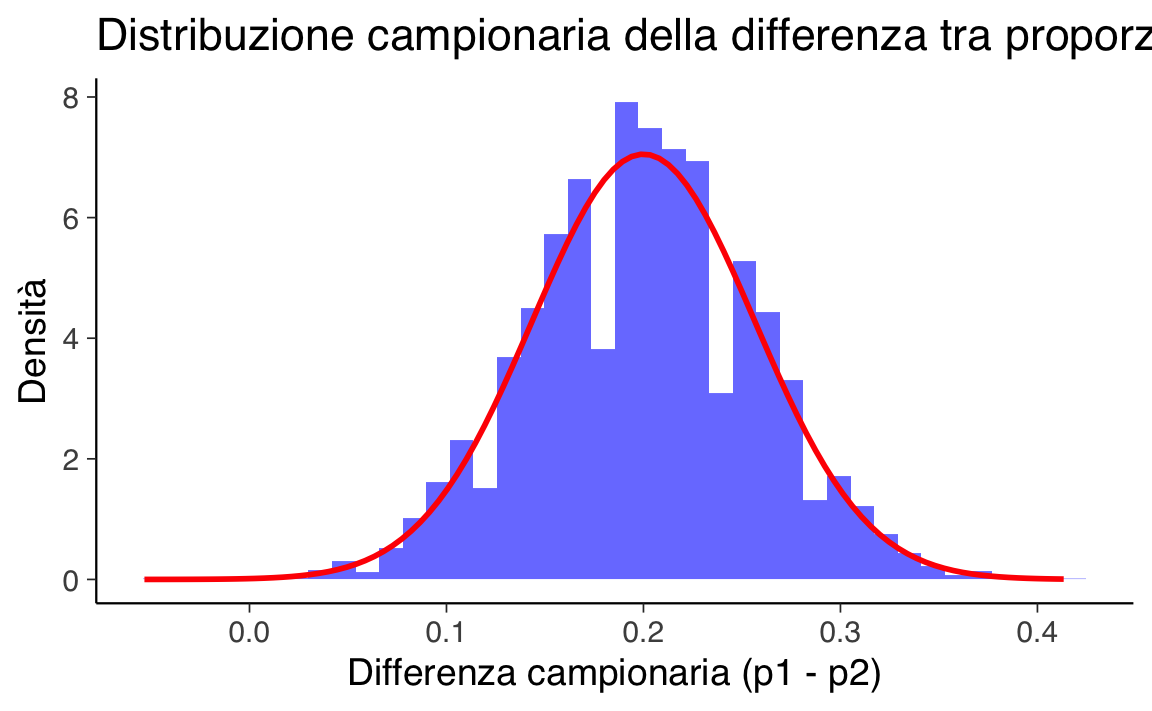 Distribuzione campionaria della differenza tra proporz
8
6
4
2
0
Densità
0.0 0.1 0.2 0.3 0.4
Differenza campionaria (p1 - p2)